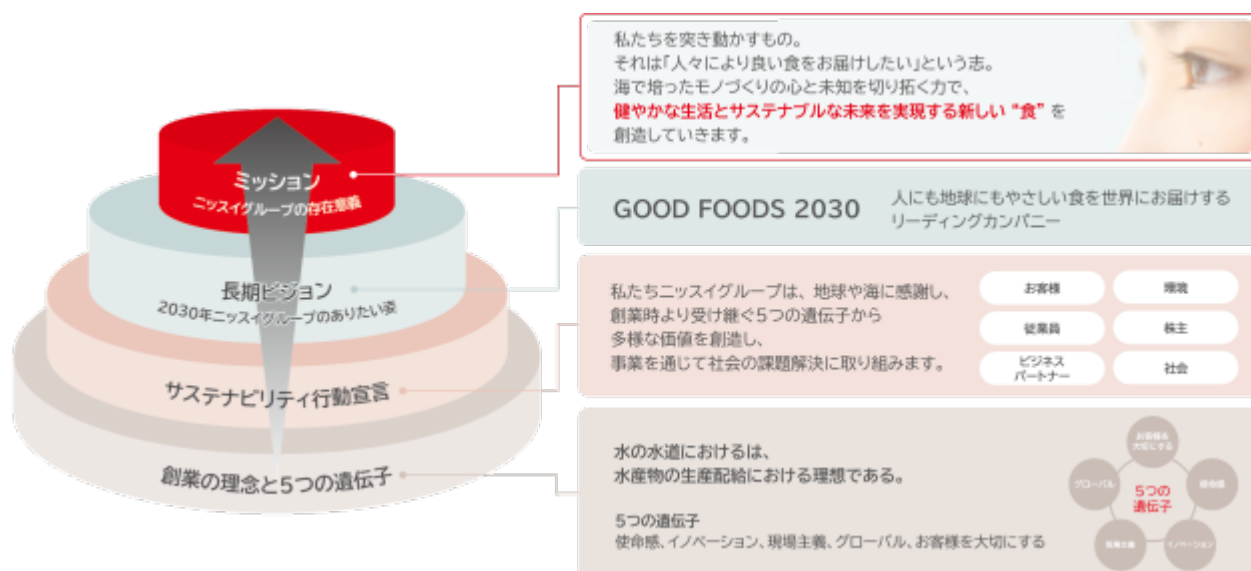 私たちを突き動かすもの。
それは「人々により良い食をお届けしたい」という志。
海で培ったモノづくりの心と未知を切り拓く力で、
健やかな生活とサステナブルな未来を実現する新しい “食” を
創造していきます。
ミッション
ニッスイグループの存在意義
GOOD FOODS 2030
人にも地球にもやさしい食を世界にお届けする
リーディングカンパニー
長期ビジョン
2030年ニッスイグループのありたい姿
私たちニッスイグループは、地球や海に感謝し、
創業時より受け継ぐ5つの遺伝子から
多様な価値を創造し、
事業を通じて社会の課題解決に取り組みます。
お客様
環境
従業員
株主
ビジネス
パートナー
社会
サステナビリティ行動宣言
創業の理念と5つの遺伝子
水の水道におけるは、
水産物の生産配給における理想である。
5つの遺伝子
使命感、イノベーション、現場主義、グローバル、お客様を大切にする
お客様を
大切にする
グローバル
5つの
遺伝子
使命感
現場主義
イノベーション